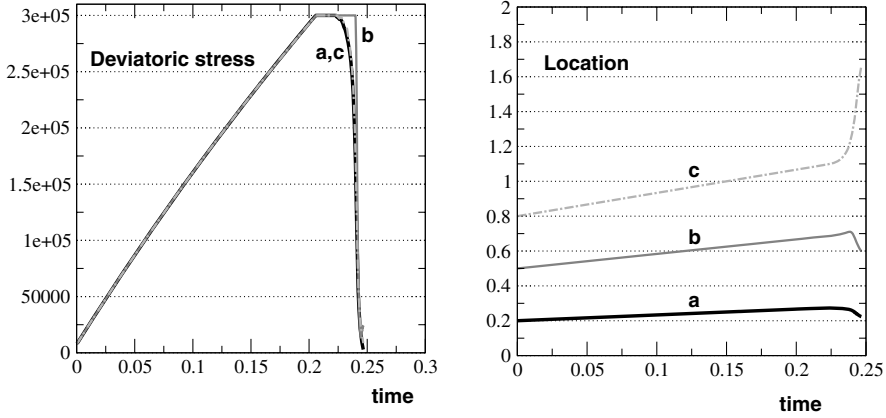 3e+05
2.5e+05
2e+05
1.5e+05
1e+05
50000
0
Deviatoric stress
b
a,c
0 0.05 0.1 0.15 0.2 0.25 0.3
time
2
1.8
1.6
1.4
1.2
1
0.8
0.6
0.4
0.2
0
Location
c
b
a
0 0.05 0.1 0.15 0.2 0.25
time